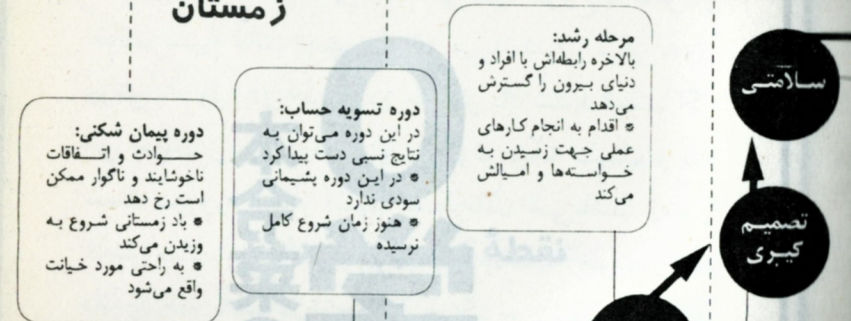 زمستان
سلامتی
تصمیم
گیری
مرحله رشد:
بالاخره رابطه‌اش با افراد و
دنیای بیرون را گسترش
می‌دهد
* اقدام به انجام کارهای
عملی جهت رسیدن به
خواسته‌ها و امیالش
می‌کند
دوره تسویه حساب:
در این دوره می‌توان به
نتایج نسبی دست پیدا کرد
* در این دوره پشیمانی
سودی ندارد
* هنوز زمان شروع کامل
نرسیده
دوره پیمان شکنی:
حوادث و اتفاقات
ناخوشایند و ناگوار ممکن
است رخ دهد
* باد زمستانی شروع به
وزیدن می‌کند
* به راحتی مورد خیانت
واقع می‌شود
نقطهٔ